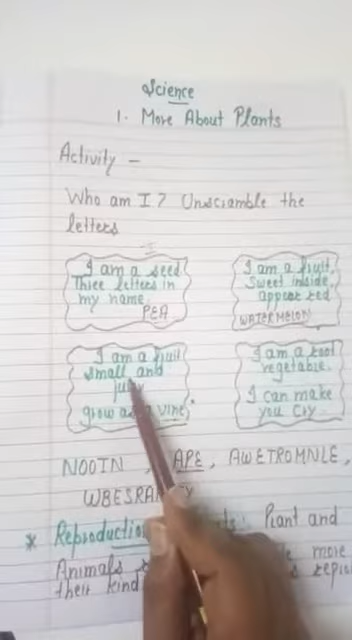 Science
1. More About Plants
Activity -
Who am I? Unscramble the
letters
I am a seed
Three letters in
my name.
PEA
I am a fruit.
Sweet inside,
appear red
WATERMELON
I am a fruit
small and
grow as a vine.
I am a root
vegetable.
I can make
you cry.
NOOIN, APE, AWETROMNLE,
* Reproduction Plant and
Animals more
their kind